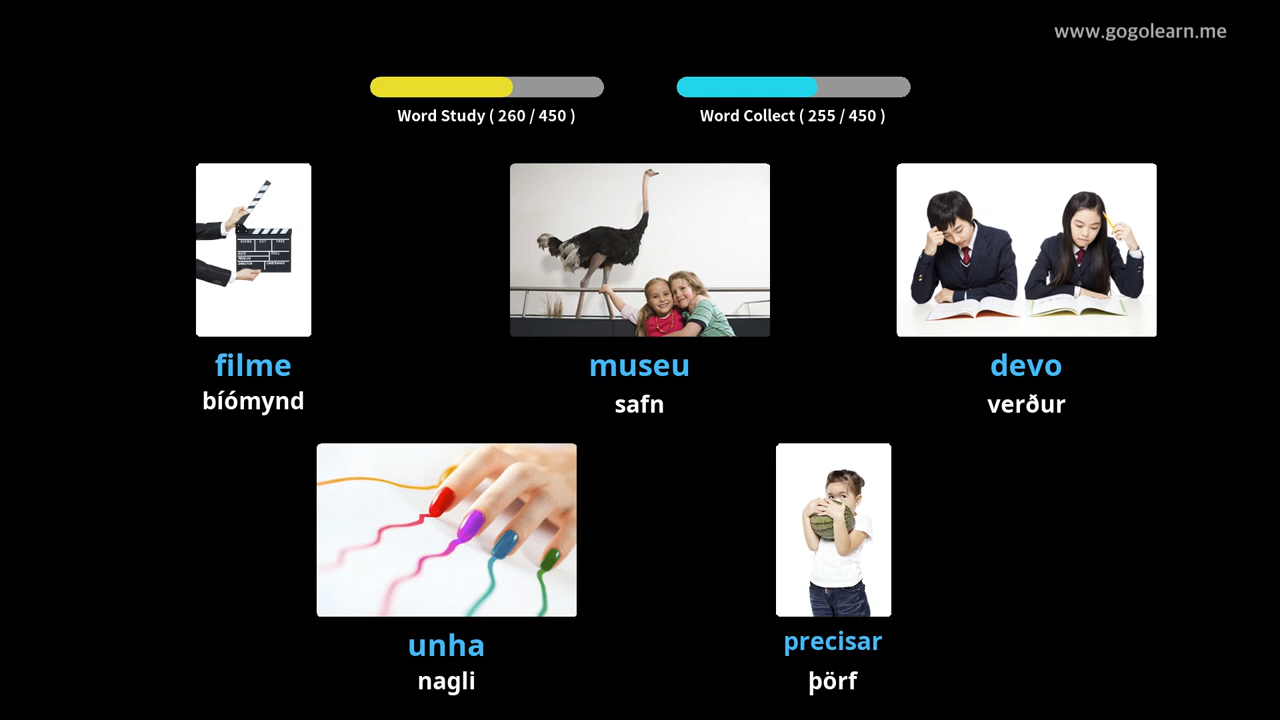 www.gogolearn.me
Word Study ( 260 / 450 )
Word Collect ( 255 / 450 )
filme
bíómynd
museu
safn
devo
verður
unha
nagli
precisar
þörf